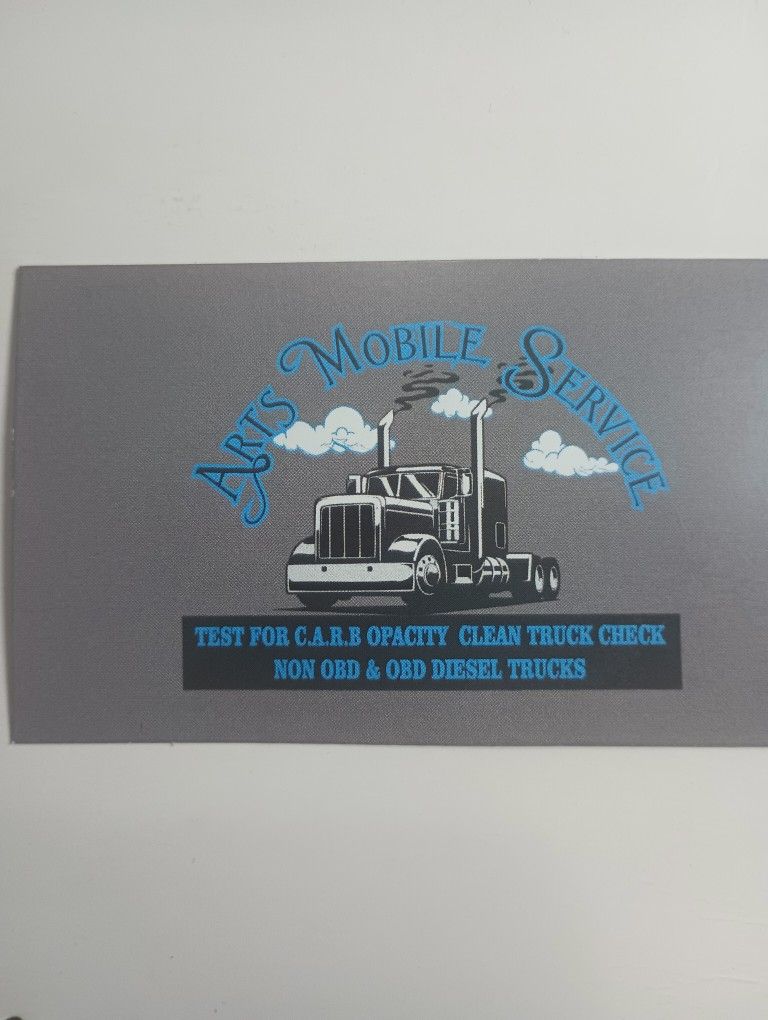 ARTS MOBILE SERVICE
TEST FOR C.A.R.B OPACITY CLEAN TRUCK CHECK
NON OBD & OBD DIESEL TRUCKS